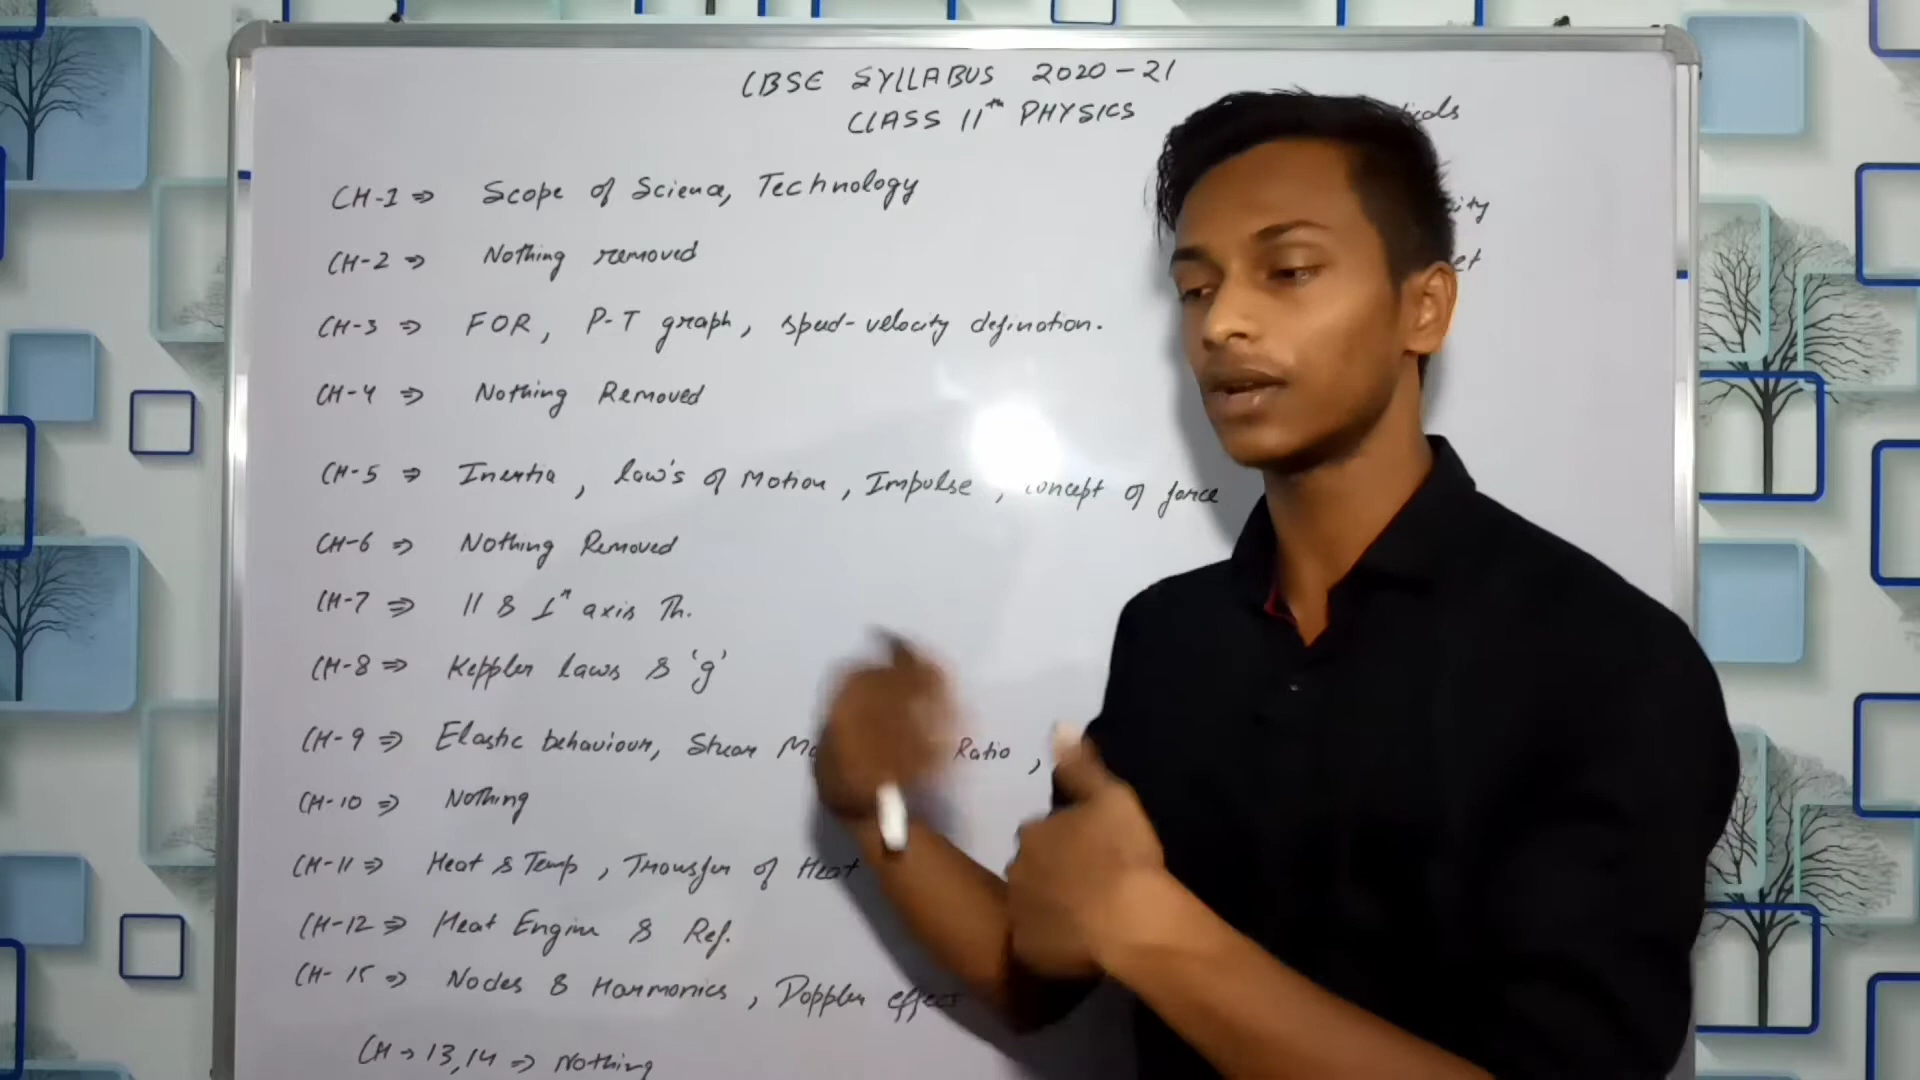 CBSE SYLLABUS 2020-21
CLASS 11th PHYSICS
CH-1 ⇒ Scope of Science, Technology
CH-2 ⇒ Nothing removed
CH-3 ⇒ FOR, P-T graph, speed-velocity defination.
CH-4 ⇒ Nothing Removed
CH-5 ⇒ Inertia, law's of Motion, Impulse, concept of force
CH-6 ⇒ Nothing Removed
CH-7 ⇒ || & ⊥r axis Th.
CH-8 ⇒ Keppler laws & 'g'
CH-9 ⇒ Elastic behaviour, Shear Ratio,
CH-10 ⇒ Nothing
CH-11 ⇒ Heat & Temp, Transfer of Heat
CH-12 ⇒ Heat Engine & Ref.
CH-15 ⇒ Nodes & Harmonics, Doppler effect
CH → 13,14 ⇒ Nothing